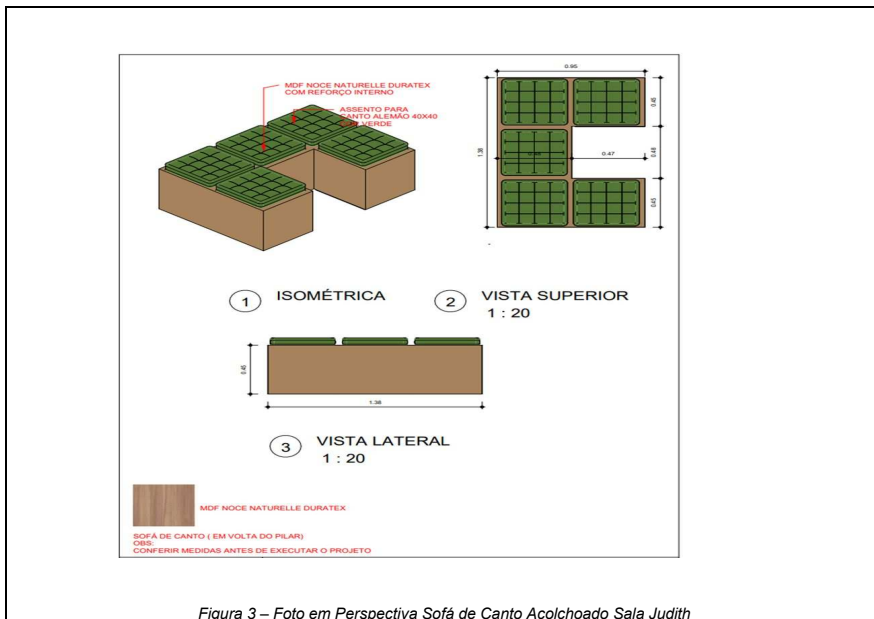 MDF NOCE NATURELLE DURATEX
COM REFORÇO INTERNO
ASSENTO PARA
CANTO ALEMÃO 40X40
VERDE
0.95
1.38
0.45
0.48
0.47
0.45
1 ISOMÉTRICA
2 VISTA SUPERIOR
1 : 20
0.45
1.38
3 VISTA LATERAL
1 : 20
MDF NOCE NATURELLE DURATEX
SOFÁ DE CANTO ( EM VOLTA DO PILAR)
OBS:
CONFERIR MEDIDAS ANTES DE EXECUTAR O PROJETO
Figura 3 – Foto em Perspectiva Sofá de Canto Acolchoado Sala Judith